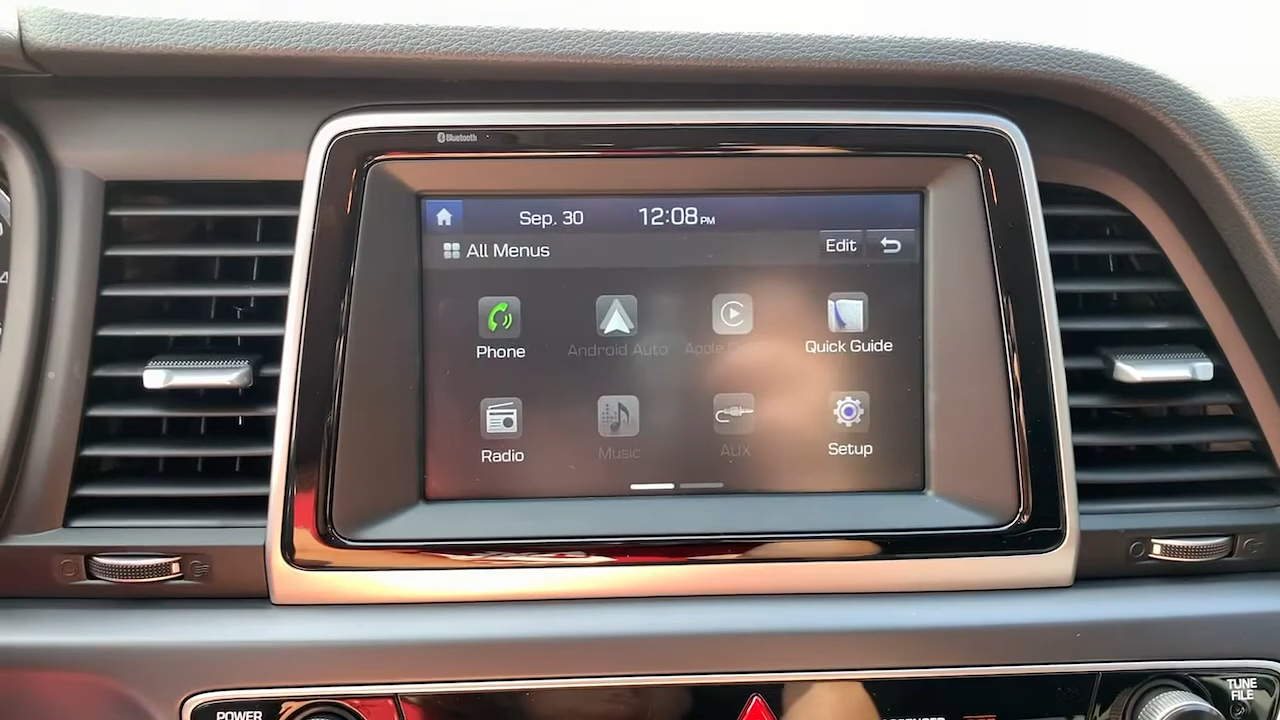 Bluetooth
Sep. 30 12:08 PM
All Menus Edit
Phone Android Auto Apple Quick Guide
Radio Music AUX Setup
POWER
TUNE
FILE